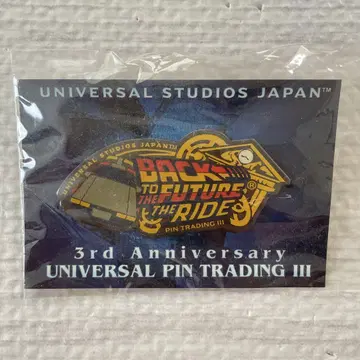 UNIVERSAL STUDIOS JAPAN™
UNIVERSAL STUDIOS JAPAN
BACK
TO
THE FUTURE®
THE RIDE
PIN TRADING III
3rd Anniversary
UNIVERSAL PIN TRADING III